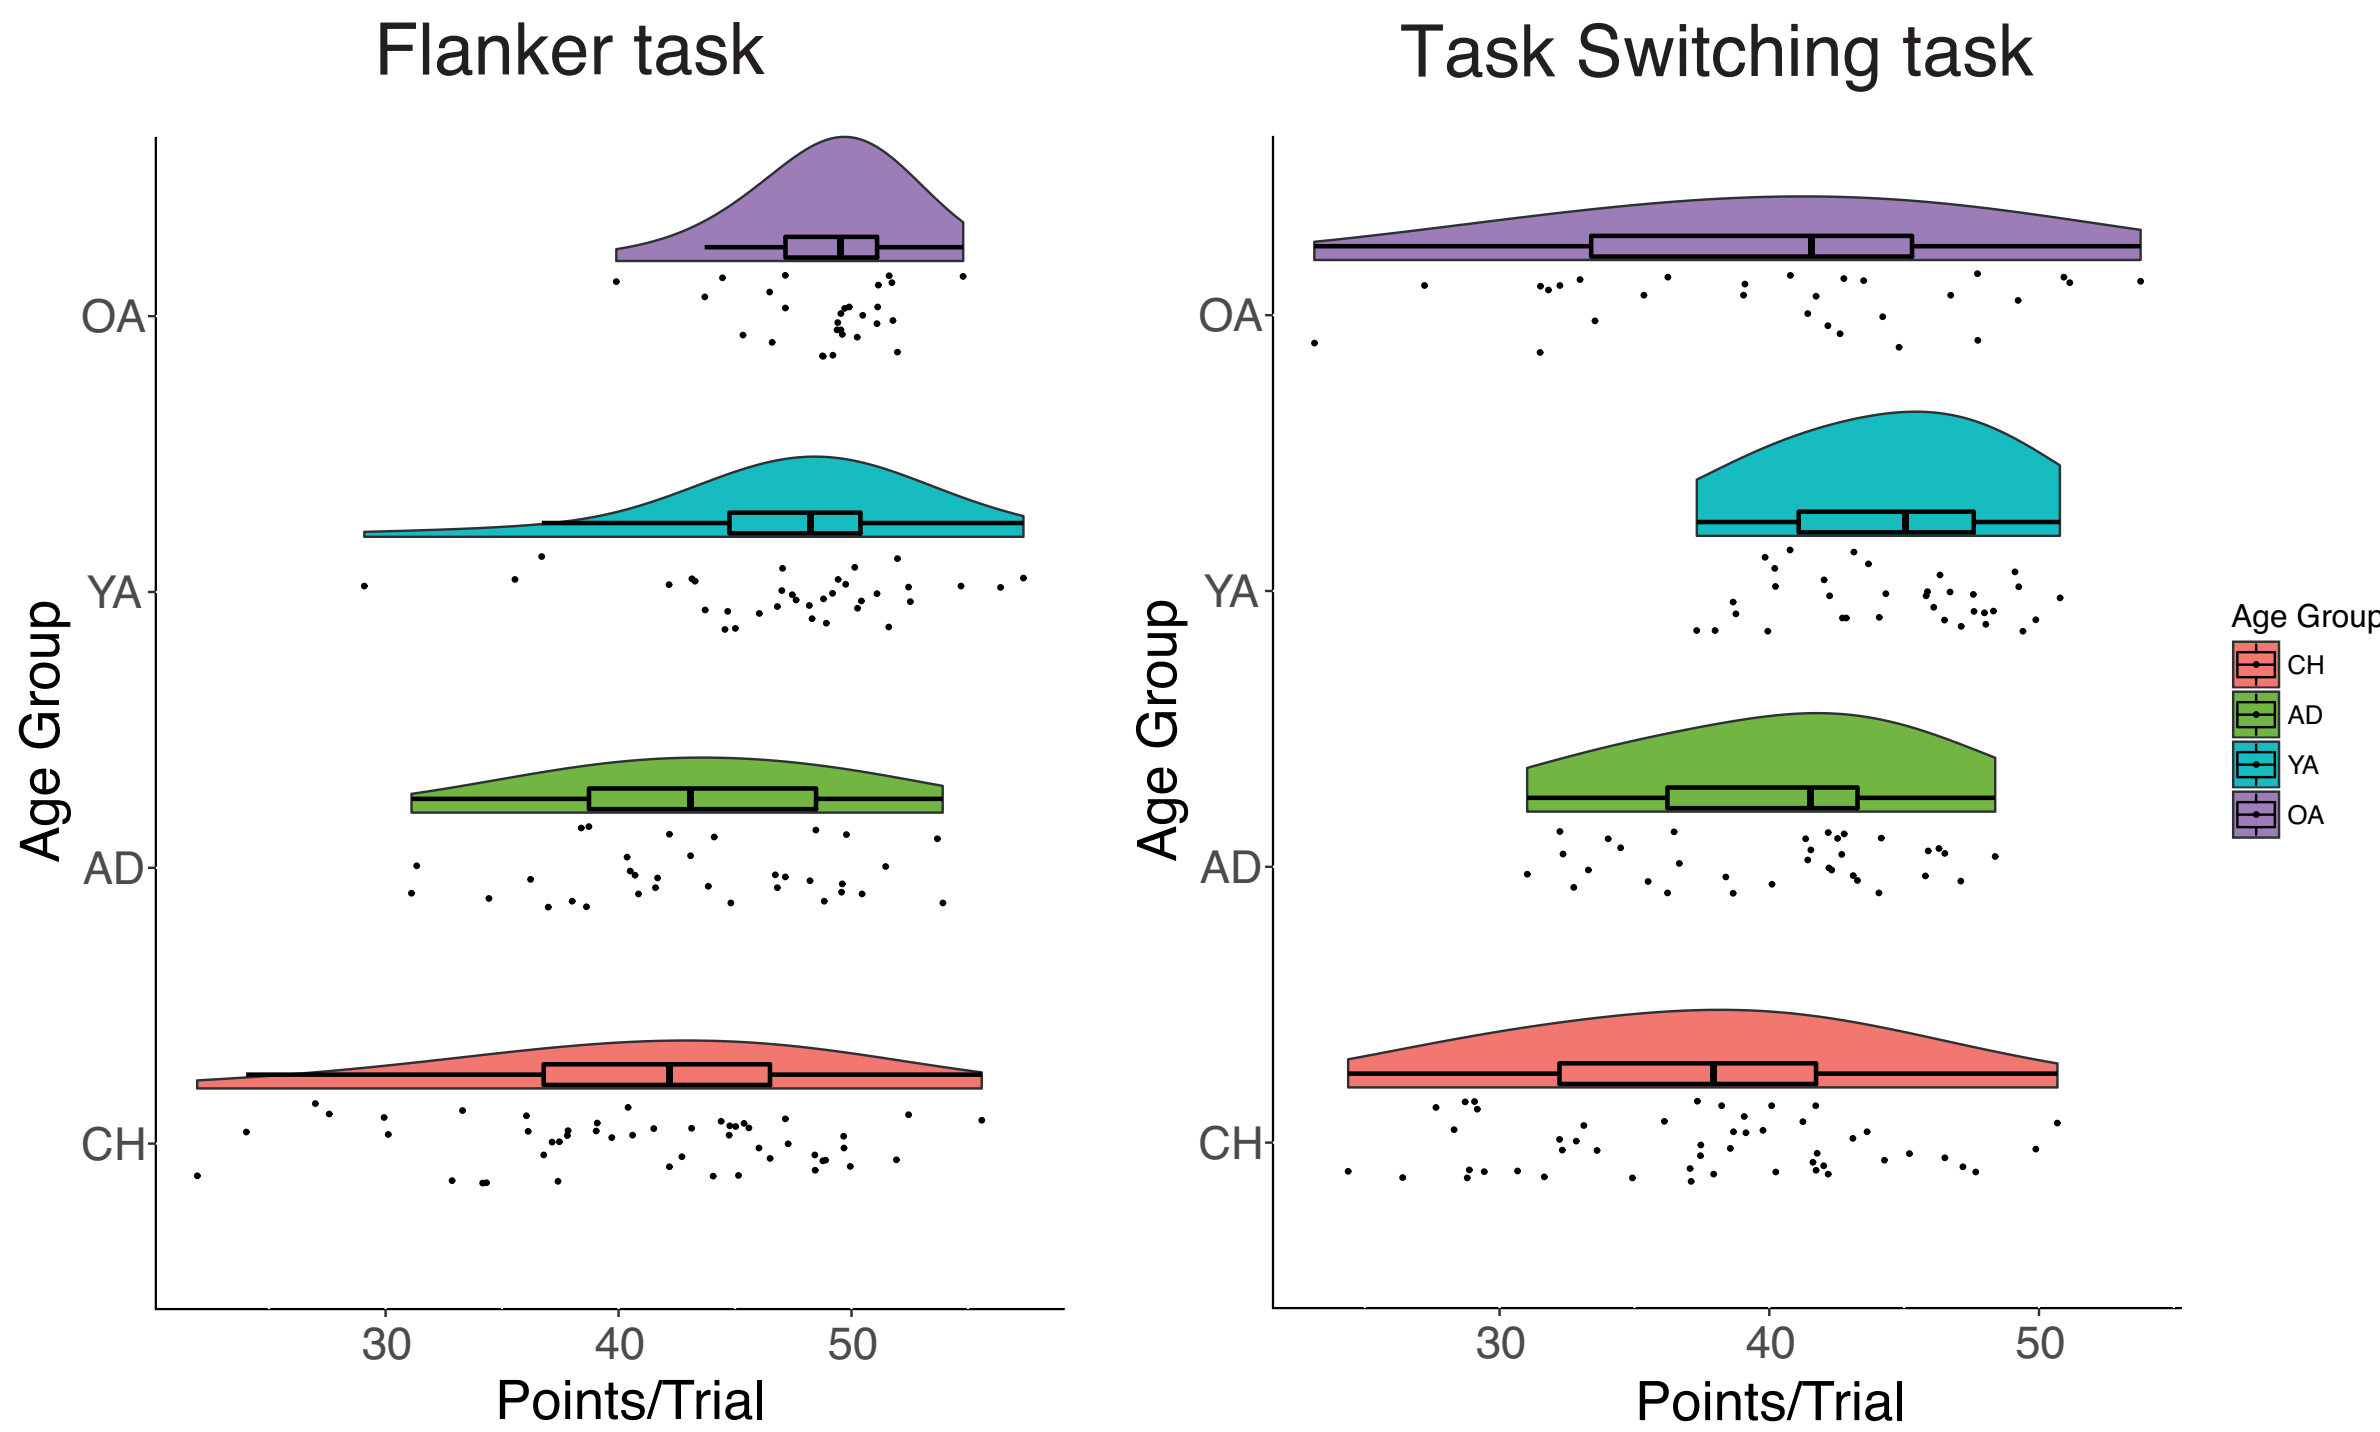 Flanker task
Task Switching task
Age Group
OA
YA
AD
CH
30 40 50
Points/Trial
Age Group
OA
YA
AD
CH
30 40 50
Points/Trial
Age Group
CH
AD
YA
OA